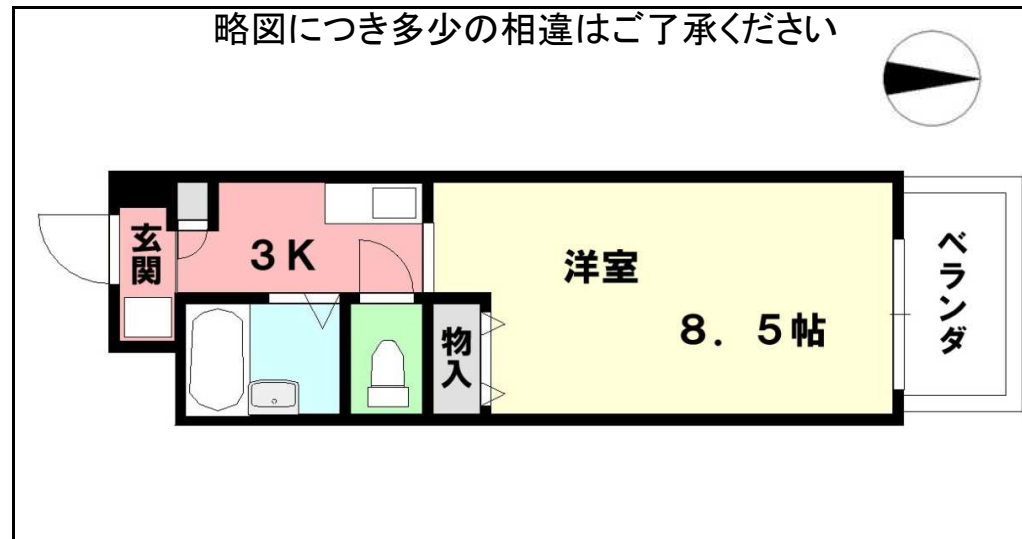 略図につき多少の相違はご了承ください
玄関
３Ｋ
洋室
８．５帖
物入
ベランダ